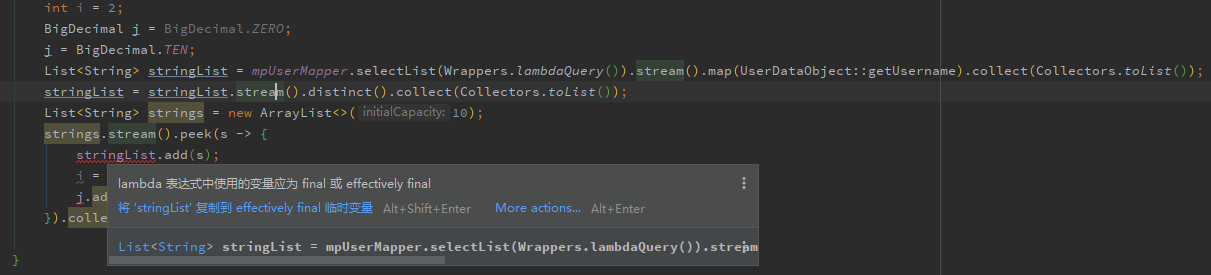 int i = 2;
BigDecimal j = BigDecimal.ZERO;
j = BigDecimal.TEN;
List<String> stringList = mpUserMapper.selectList(Wrappers.lambdaQuery()).stream().map(UserDataObject::getUsername).collect(Collectors.toList());
stringList = stringList.stream().distinct().collect(Collectors.toList());
List<String> strings = new ArrayList<>( initialCapacity: 10);
strings.stream().peek(s -> {
stringList.add(s);
i =
j.ad
}).colle
lambda 表达式中使用的变量应为 final 或 effectively final
将 'stringList' 复制到 effectively final 临时变量 Alt+Shift+Enter More actions... Alt+Enter
List<String> stringList = mpUserMapper.selectList(Wrappers.lambdaQuery()).stream
}